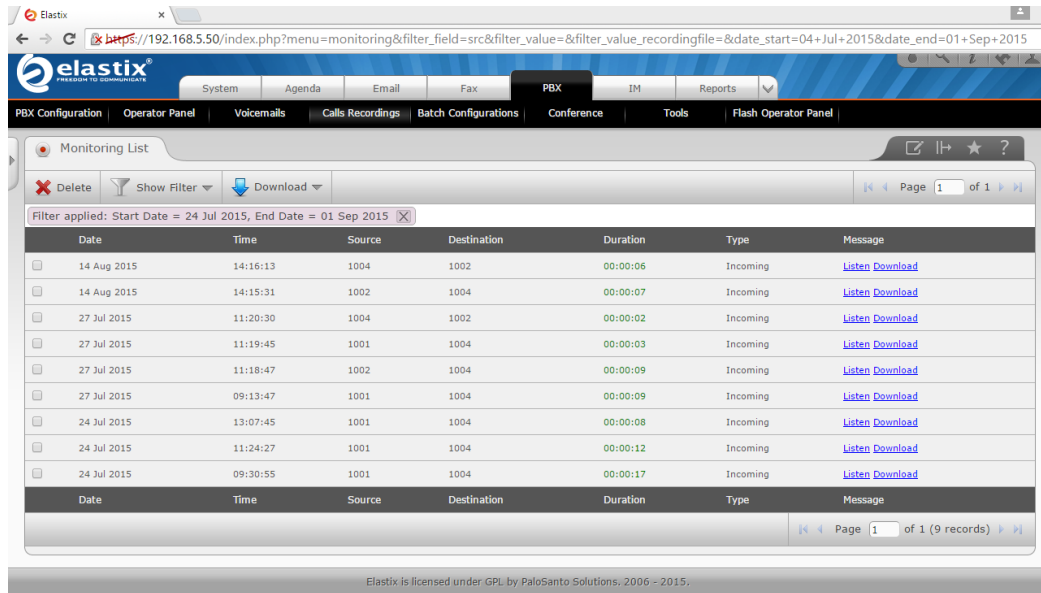 Elastix
https://192.168.5.50/index.php?menu=monitoring&filter_field=src&filter_value=&filter_value_recordingfile=&date_start=04+Jul+2015&date_end=01+Sep+2015
elastix®
FREEDOM TO COMMUNICATE
System Agenda Email Fax PBX IM Reports
PBX Configuration Operator Panel Voicemails Calls Recordings Batch Configurations Conference Tools Flash Operator Panel
Monitoring List
Delete Show Filter Download Page 1 of 1
Filter applied: Start Date = 24 Jul 2015, End Date = 01 Sep 2015 X
Date Time Source Destination Duration Type Message
14 Aug 2015 14:16:13 1004 1002 00:00:06 Incoming Listen Download
14 Aug 2015 14:15:31 1002 1004 00:00:07 Incoming Listen Download
27 Jul 2015 11:20:30 1004 1002 00:00:02 Incoming Listen Download
27 Jul 2015 11:19:45 1001 1004 00:00:03 Incoming Listen Download
27 Jul 2015 11:18:47 1002 1004 00:00:09 Incoming Listen Download
27 Jul 2015 09:13:47 1001 1004 00:00:09 Incoming Listen Download
24 Jul 2015 13:07:45 1001 1004 00:00:08 Incoming Listen Download
24 Jul 2015 11:24:27 1001 1004 00:00:12 Incoming Listen Download
24 Jul 2015 09:30:55 1001 1004 00:00:17 Incoming Listen Download
Date Time Source Destination Duration Type Message
Page 1 of 1 (9 records)
Elastix is licensed under GPL by PaloSanto Solutions. 2006 - 2015.